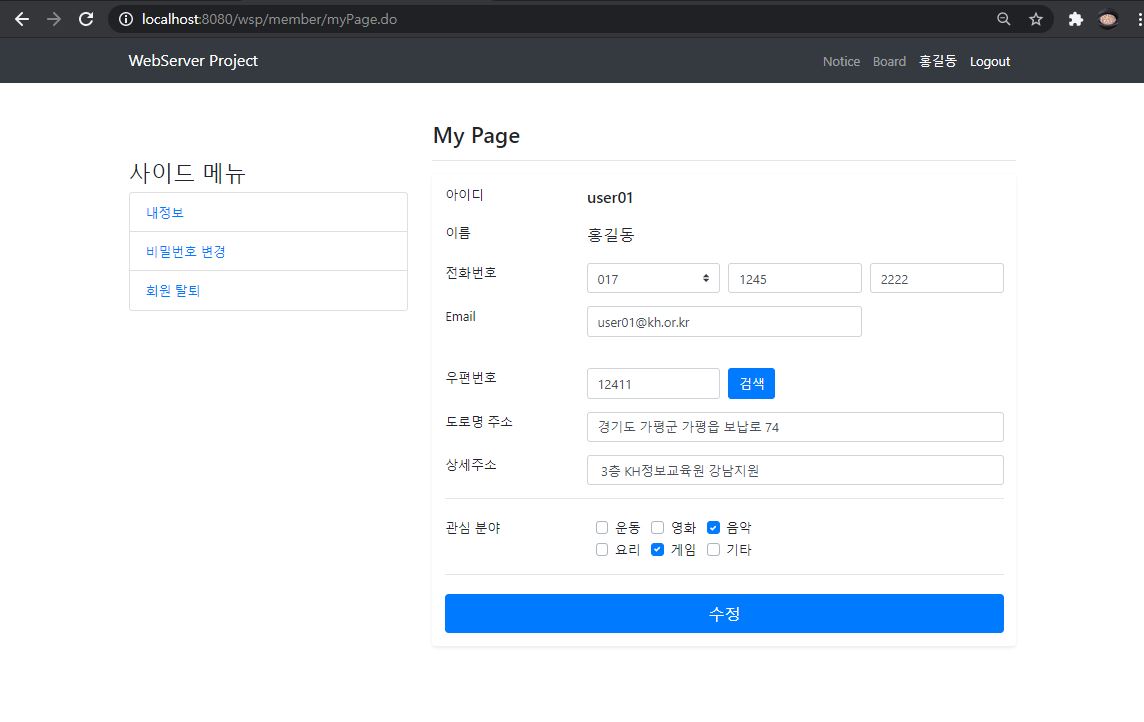 localhost:8080/wsp/member/myPage.do
WebServer Project
Notice Board 홍길동 Logout
사이드 메뉴
내정보
비밀번호 변경
회원 탈퇴
My Page
아이디 user01
이름 홍길동
전화번호 017 1245 2222
Email user01@kh.or.kr
우편번호 12411 검색
도로명 주소 경기도 가평군 가평읍 보납로 74
상세주소 3층 KH정보교육원 강남지원
관심 분야 운동 영화 음악
요리 게임 기타
수정